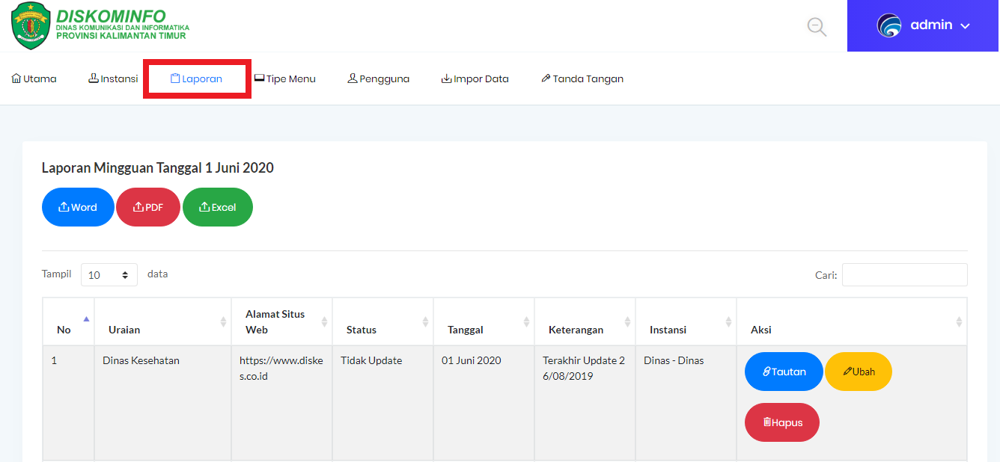 DISKOMINFO
DINAS KOMUNIKASI DAN INFORMATIKA
PROVINSI KALIMANTAN TIMUR
admin
Utama Instansi Laporan Tipe Menu Pengguna Impor Data Tanda Tangan
Laporan Mingguan Tanggal 1 Juni 2020
Word PDF Excel
Tampil 10 data Cari:
No Uraian Alamat Situs Web Status Tanggal Keterangan Instansi Aksi
1 Dinas Kesehatan https://www.diske Tidak Update 01 Juni 2020 Terakhir Update 2 Dinas - Dinas Tautan Ubah
s.co.id 6/08/2019
Hapus